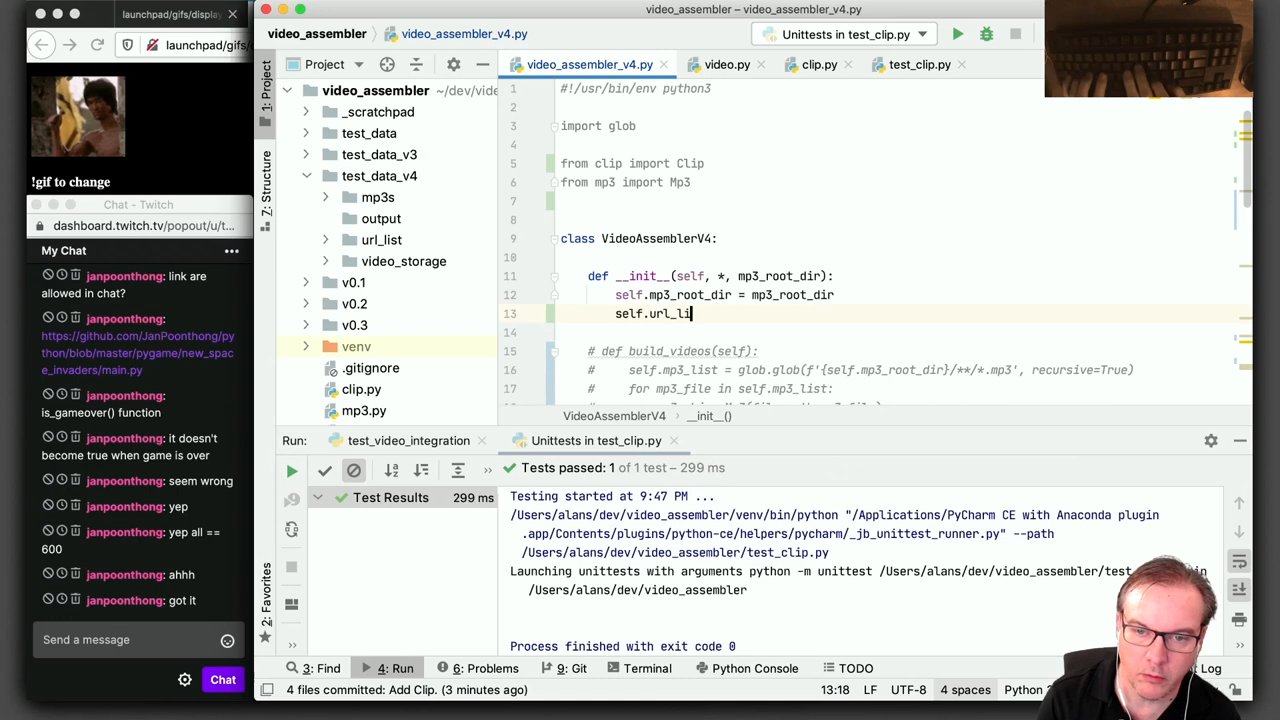 launchpad/gifs/display
launchpad/gifs/
!gif to change
Chat - Twitch
dashboard.twitch.tv/popout/u/t...
My Chat
janpoonthong: link are
allowed in chat?
janpoonthong:
https://github.com/JanPoonthong/py
thon/blob/master/pygame/new_spac
e_invaders/main.py
janpoonthong:
is_gameover() function
janpoonthong: it doesn't
become true when game is over
janpoonthong: seem wrong
janpoonthong: yep
janpoonthong: yep all ==
600
janpoonthong: ahhh
janpoonthong: got it
Send a message
Chat
video_assembler – video_assembler_v4.py
video_assembler
video_assembler_v4.py
Unittests in test_clip.py
1: Project
7: Structure
2: Favorites
Project
video_assembler ~/dev/vide
_scratchpad
test_data
test_data_v3
test_data_v4
mp3s
output
url_list
video_storage
v0.1
v0.2
v0.3
venv
.gitignore
clip.py
mp3.py
video_assembler_v4.py
video.py
clip.py
test_clip.py
1 #!/usr/bin/env python3
2
3 import glob
4
5 from clip import Clip
6 from mp3 import Mp3
7
8
9 class VideoAssemblerV4:
10
11 def __init__(self, *, mp3_root_dir):
12 self.mp3_root_dir = mp3_root_dir
13 self.url_li
14
15 # def build_videos(self):
16 # self.mp3_list = glob.glob(f'{self.mp3_root_dir}/**/*.mp3', recursive=True)
17 # for mp3_file in self.mp3_list:
VideoAssemblerV4
__init__()
Run:
test_video_integration
Unittests in test_clip.py
Tests passed: 1 of 1 test – 299 ms
Test Results 299 ms
Testing started at 9:47 PM ...
/Users/alans/dev/video_assembler/venv/bin/python "/Applications/PyCharm CE with Anaconda plugin
.app/Contents/plugins/python-ce/helpers/pycharm/_jb_unittest_runner.py" --path
/Users/alans/dev/video_assembler/test_clip.py
Launching unittests with arguments python -m unittest /Users/alans/dev/video_assembler/test_ in
/Users/alans/dev/video_assembler
Process finished with exit code 0
3: Find
4: Run
6: Problems
9: Git
Terminal
Python Console
TODO
Log
4 files committed: Add Clip. (3 minutes ago)
13:18
LF
UTF-8
4 spaces
Python